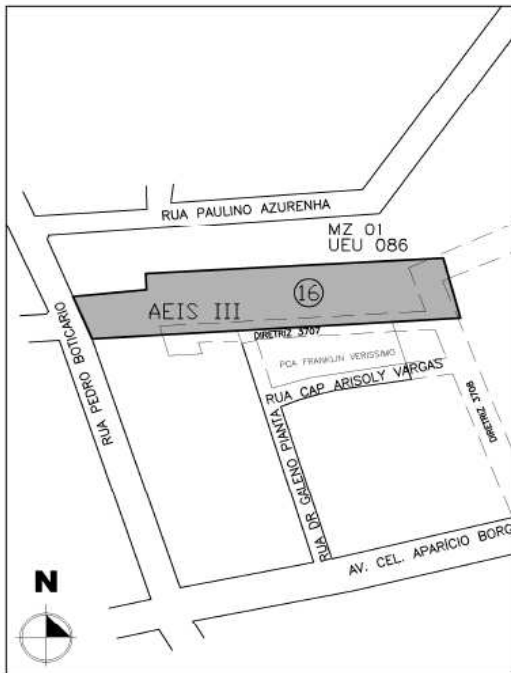 RUA PAULINO AZURENHA
MZ 01
UEU 086
16
AEIS III
DIRETRIZ 3707
PCA FRANKLIN VERISSIMO
RUA CAP ARISOLY VARGAS
RUA PEDRO BOTICARIO
RUA DR GALENO PIANTA
DIRETRIZ 3708
AV. CEL. APARÍCIO BORG
N